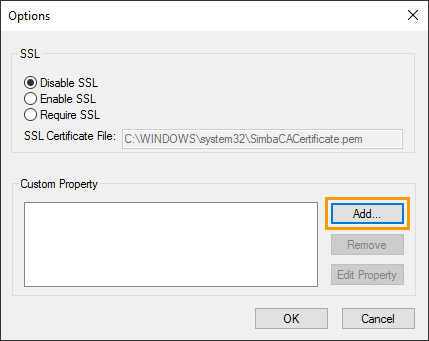 Options
SSL
Disable SSL
Enable SSL
Require SSL
SSL Certificate File: C:\WINDOWS\system32\SimbaCACertificate.pem
Custom Property
Add...
Remove
Edit Property
OK Cancel